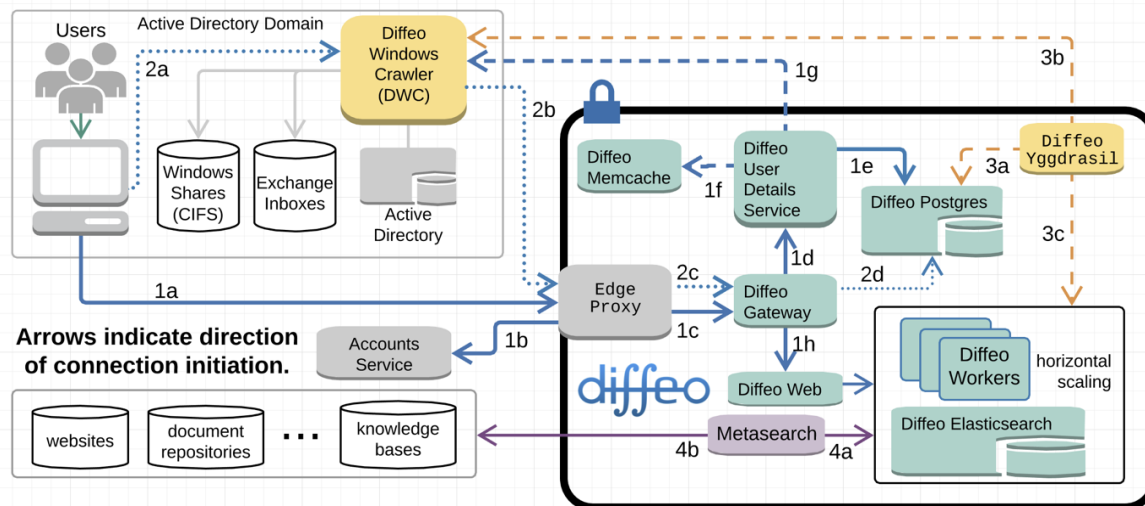 Users
Active Directory Domain
Diffeo
Windows
Crawler
(DWC)
2a
1g
3b
2b
Windows
Shares
(CIFS)
Exchange
Inboxes
Active
Directory
Diffeo
Memcache
1f
Diffeo
User
Details
Service
1e
3a
Diffeo
Yggdrasil
Diffeo Postgres
3c
1d
2d
1a
Edge
Proxy
2c
1c
Diffeo
Gateway
1h
Arrows indicate direction
of connection initiation.
Accounts
Service
1b
diffeo
Diffeo Web
Diffeo
Workers
horizontal
scaling
Diffeo Elasticsearch
websites
document
repositories
...
knowledge
bases
4b
Metasearch
4a